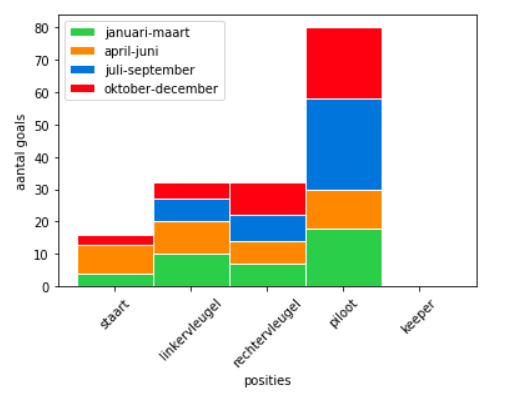 januari-maart
april-juni
juli-september
oktober-december
80
70
60
50
40
30
20
10
0
aantal goals
staart
linkervleugel
rechtervleugel
piloot
keeper
posities